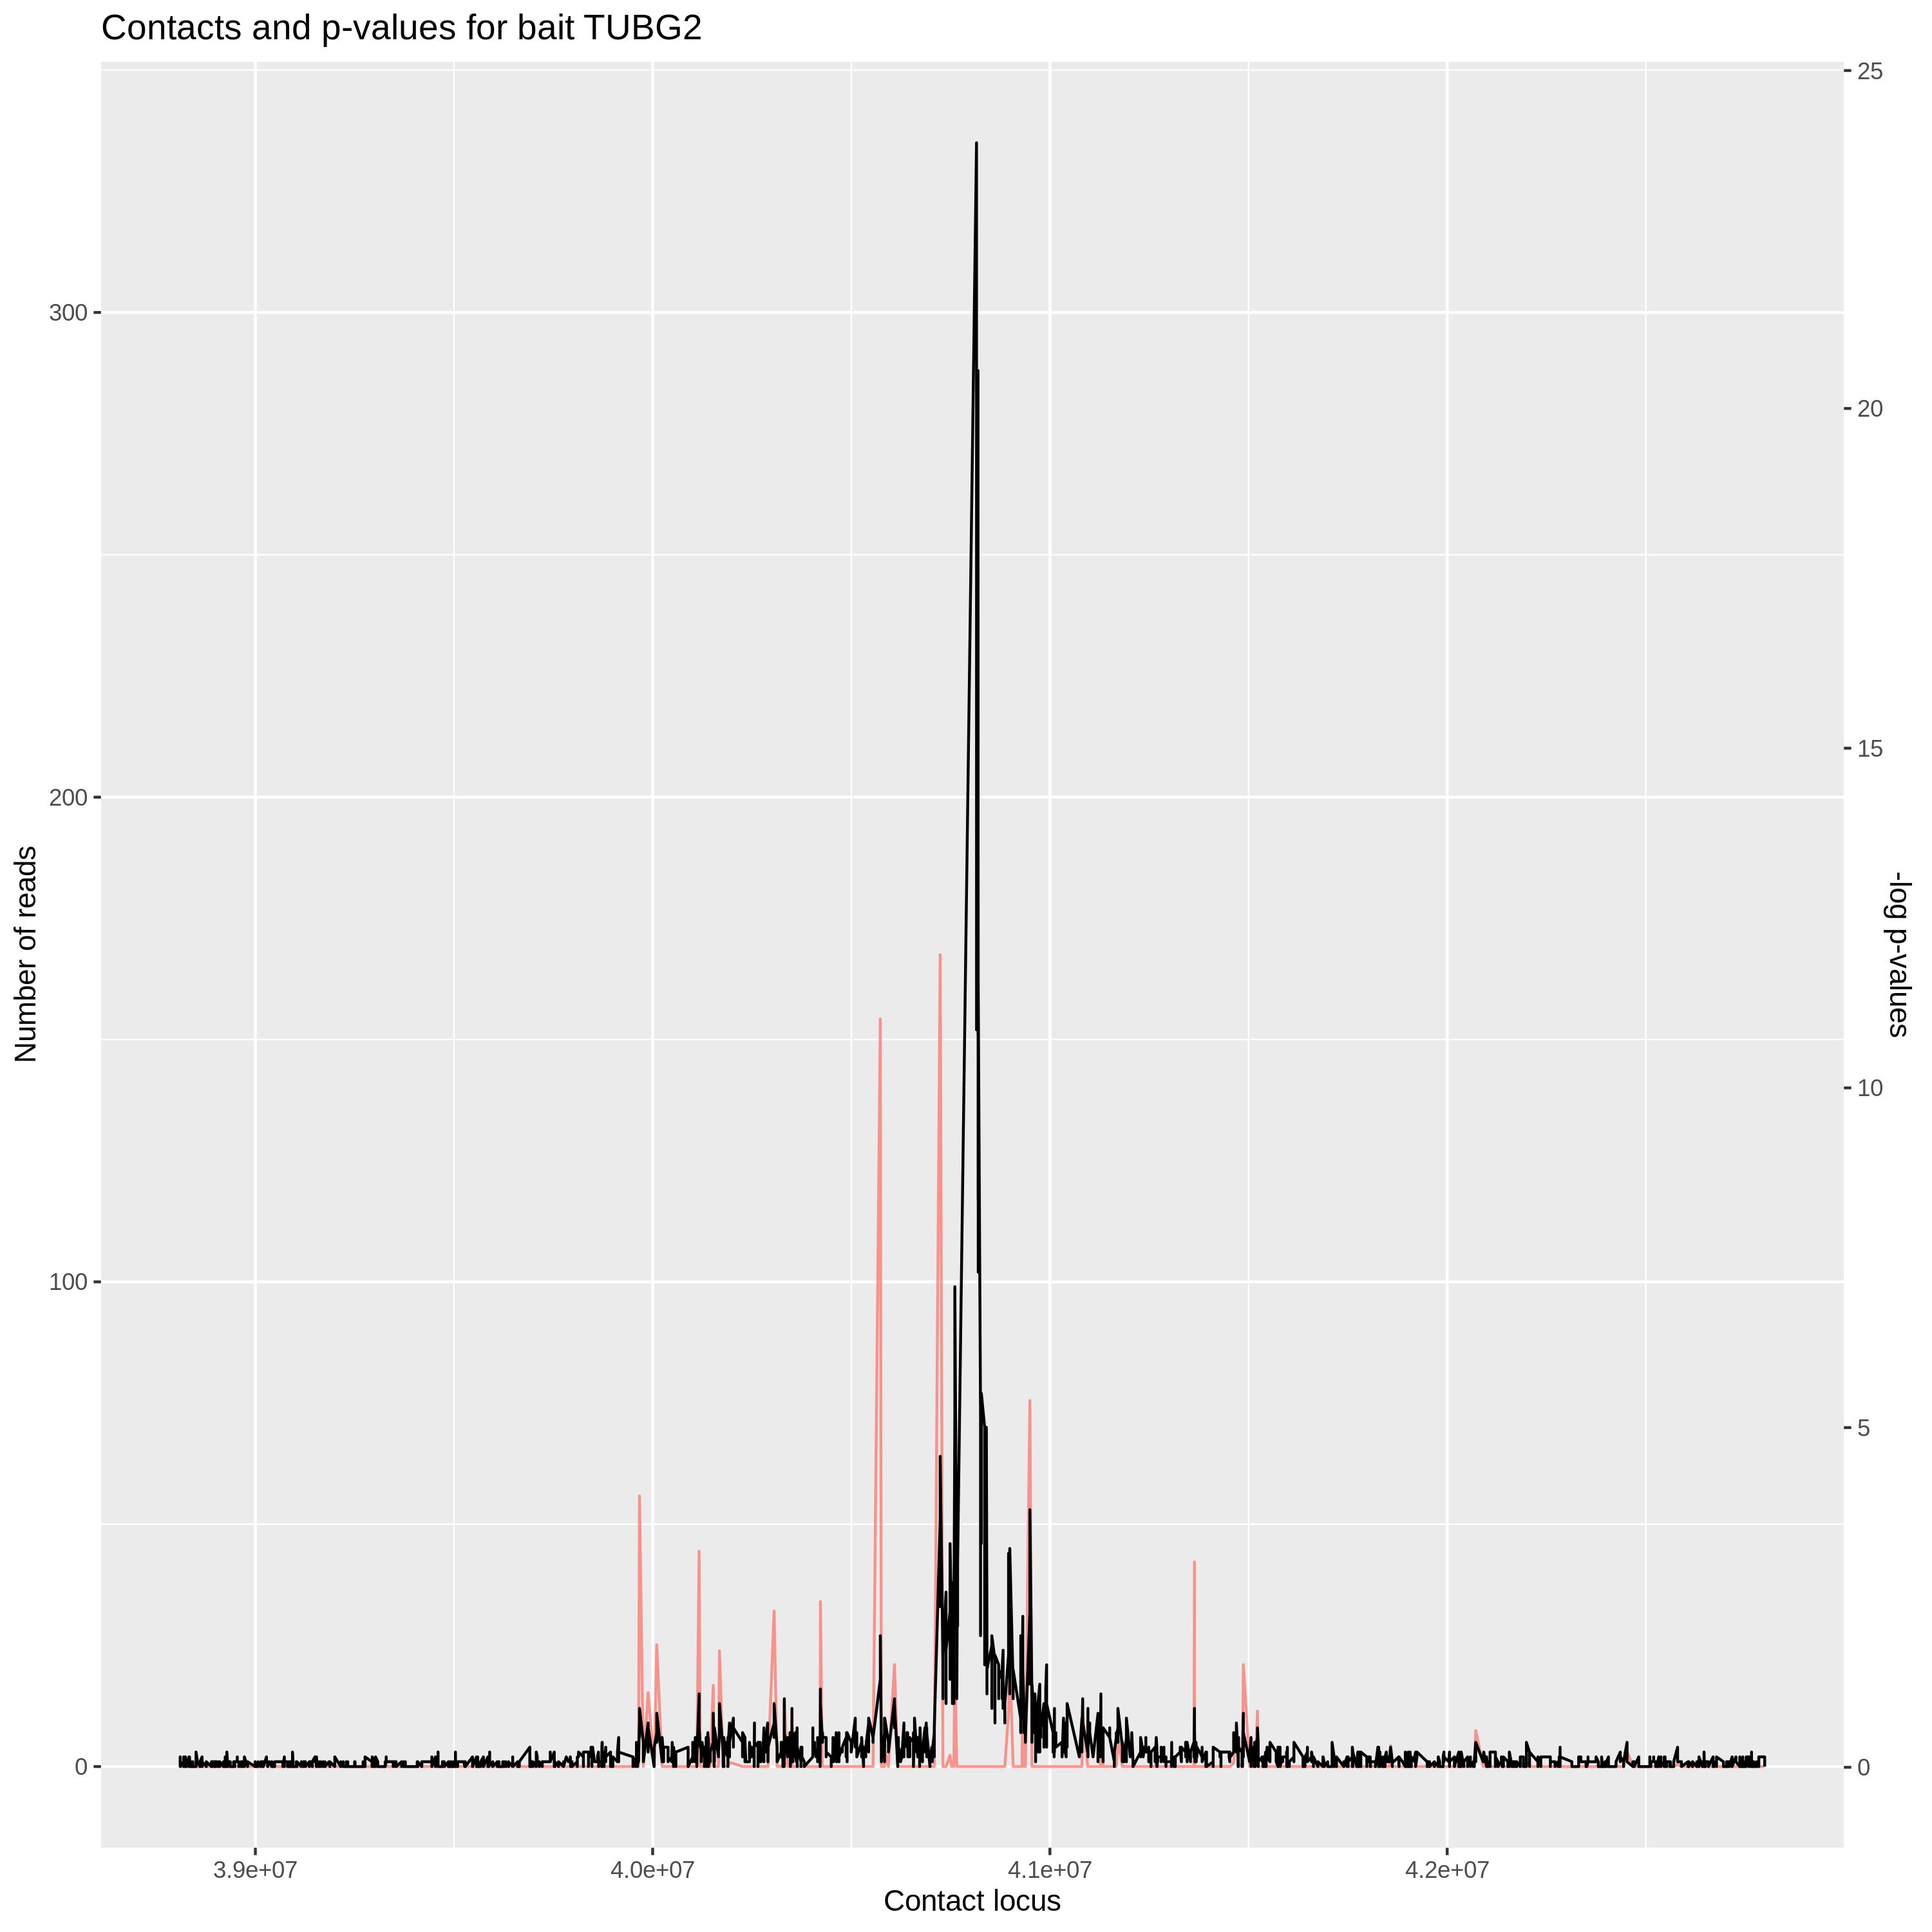 Contacts and p-values for bait TUBG2
Number of reads
300
200
100
0
25
20
15
10
5
0
-log p-values
3.9e+07
4.0e+07
4.1e+07
4.2e+07
Contact locus